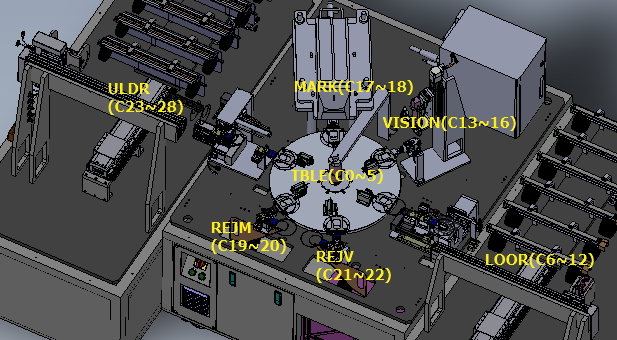 ULDR
(C23~28)
MARK(C17~18)
VISION(C13~16)
TBLE(C0~5)
REJM
(C19~20)
REJV
(C21~22)
LOOR(C6~12)